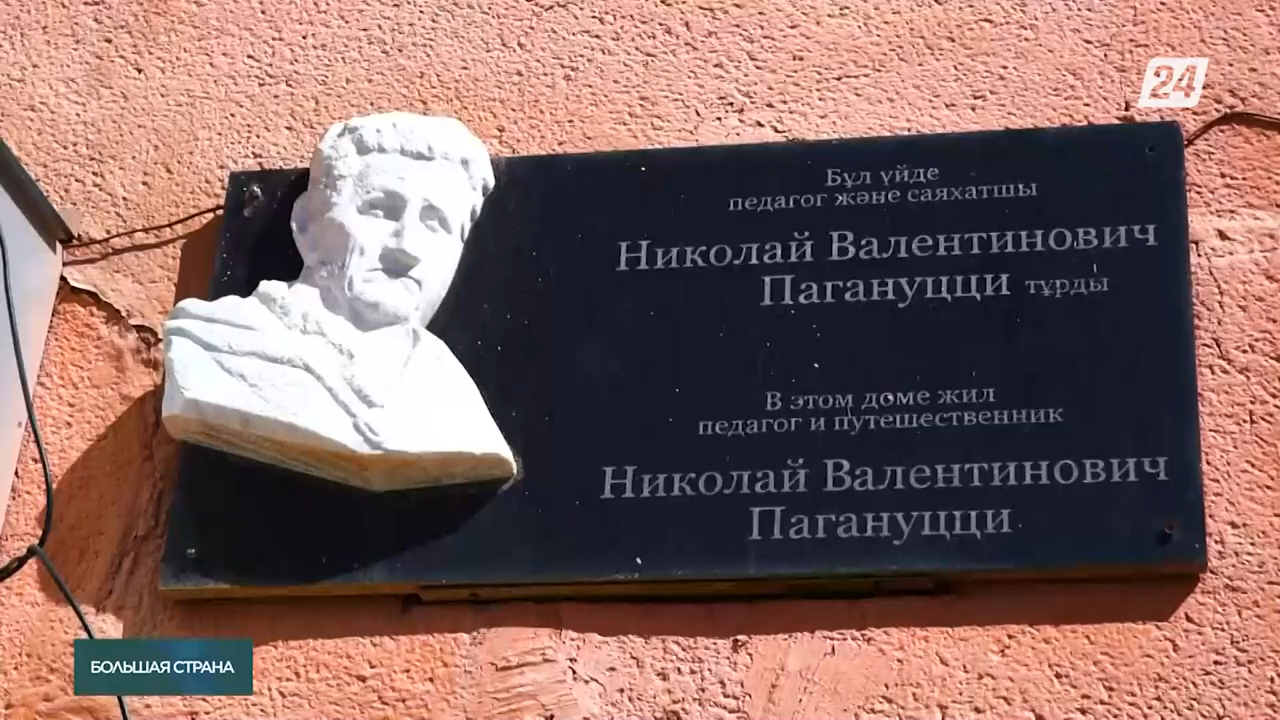 24
Бұл үйде
педагог және саяхатшы
Николай Валентинович
Пагануцци тұрды
В этом доме жил
педагог и путешественник
Николай Валентинович
Пагануцци
БОЛЬШАЯ СТРАНА